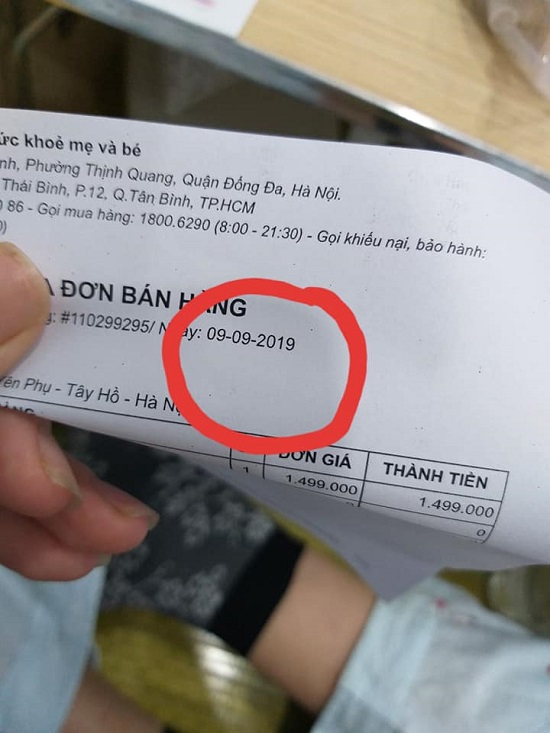 ức khoẻ mẹ và bé
nh, Phường Thịnh Quang, Quận Đống Đa, Hà Nội.
Thái Bình, P.12, Q.Tân Bình, TP.HCM
) 86 - Gọi mua hàng: 1800.6290 (8:00 - 21:30) - Gọi khiếu nại, bảo hành:
0)
A ĐƠN BÁN HÀNG
g: #110299295/ Ngày: 09-09-2019
yên Phụ - Tây Hồ - Hà N
ĐƠN GIÁ THÀNH TIỀN
1 1.499.000 1.499.000
0